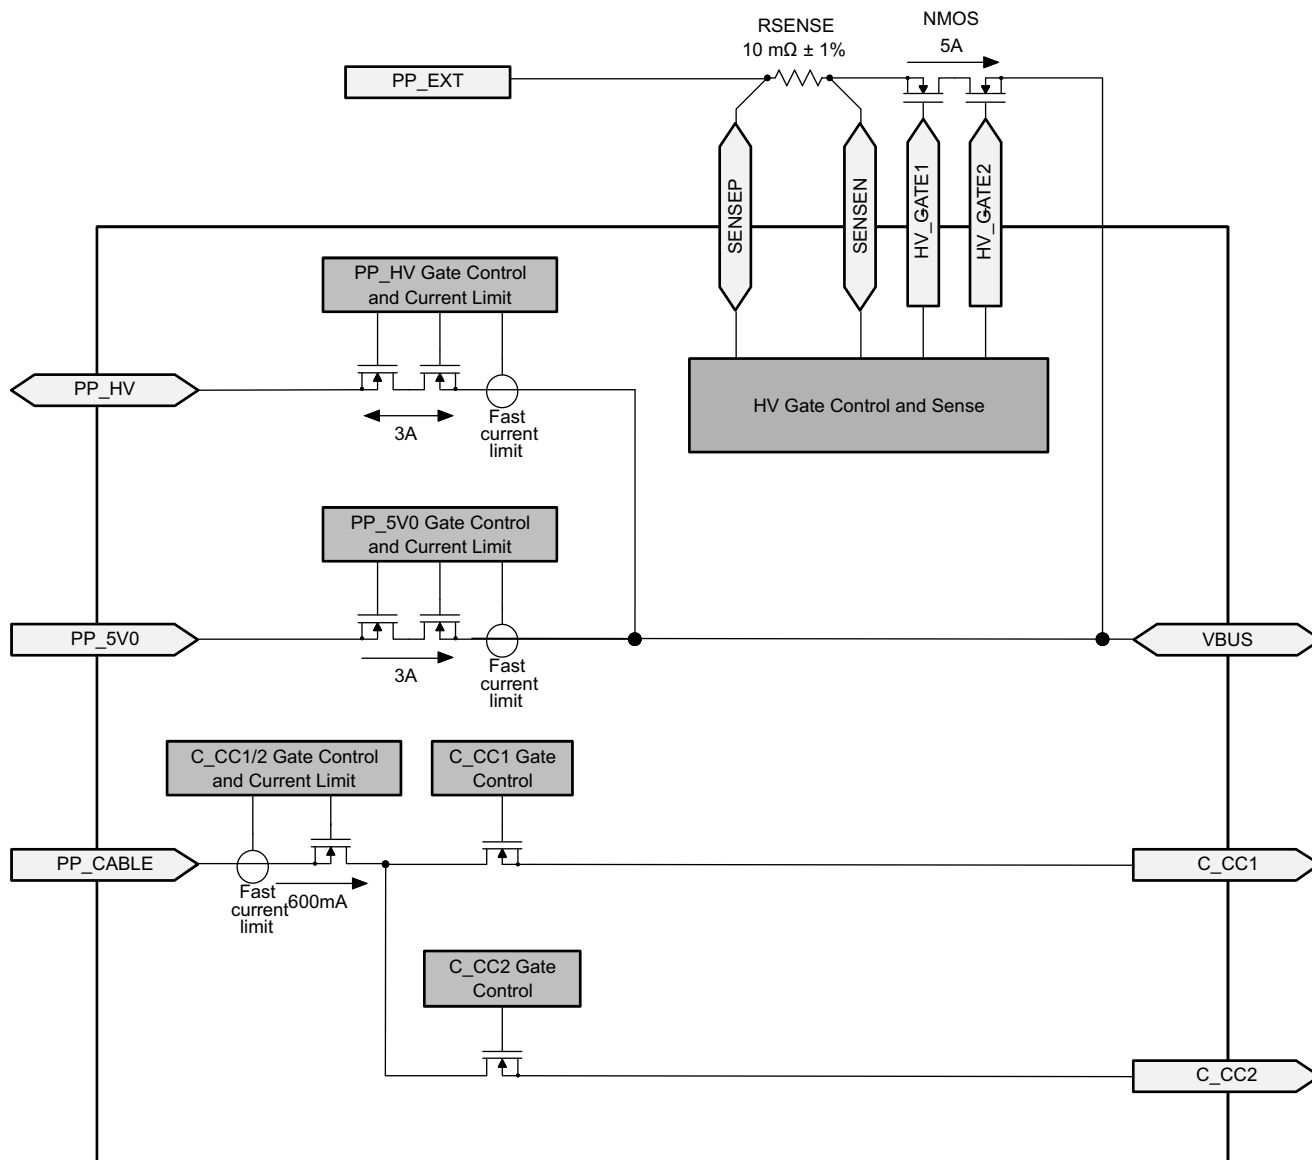 RSENSE
10 mΩ ± 1%
NMOS
5A
PP_EXT
SENSEP
SENSEN
HV_GATE1
HV_GATE2
PP_HV Gate Control
and Current Limit
PP_HV
3A
Fast
current
limit
HV Gate Control and Sense
PP_5V0 Gate Control
and Current Limit
PP_5V0
3A
Fast
current
limit
VBUS
C_CC1/2 Gate Control
and Current Limit
C_CC1 Gate
Control
PP_CABLE
Fast
current
limit
600mA
C_CC1
C_CC2 Gate
Control
C_CC2